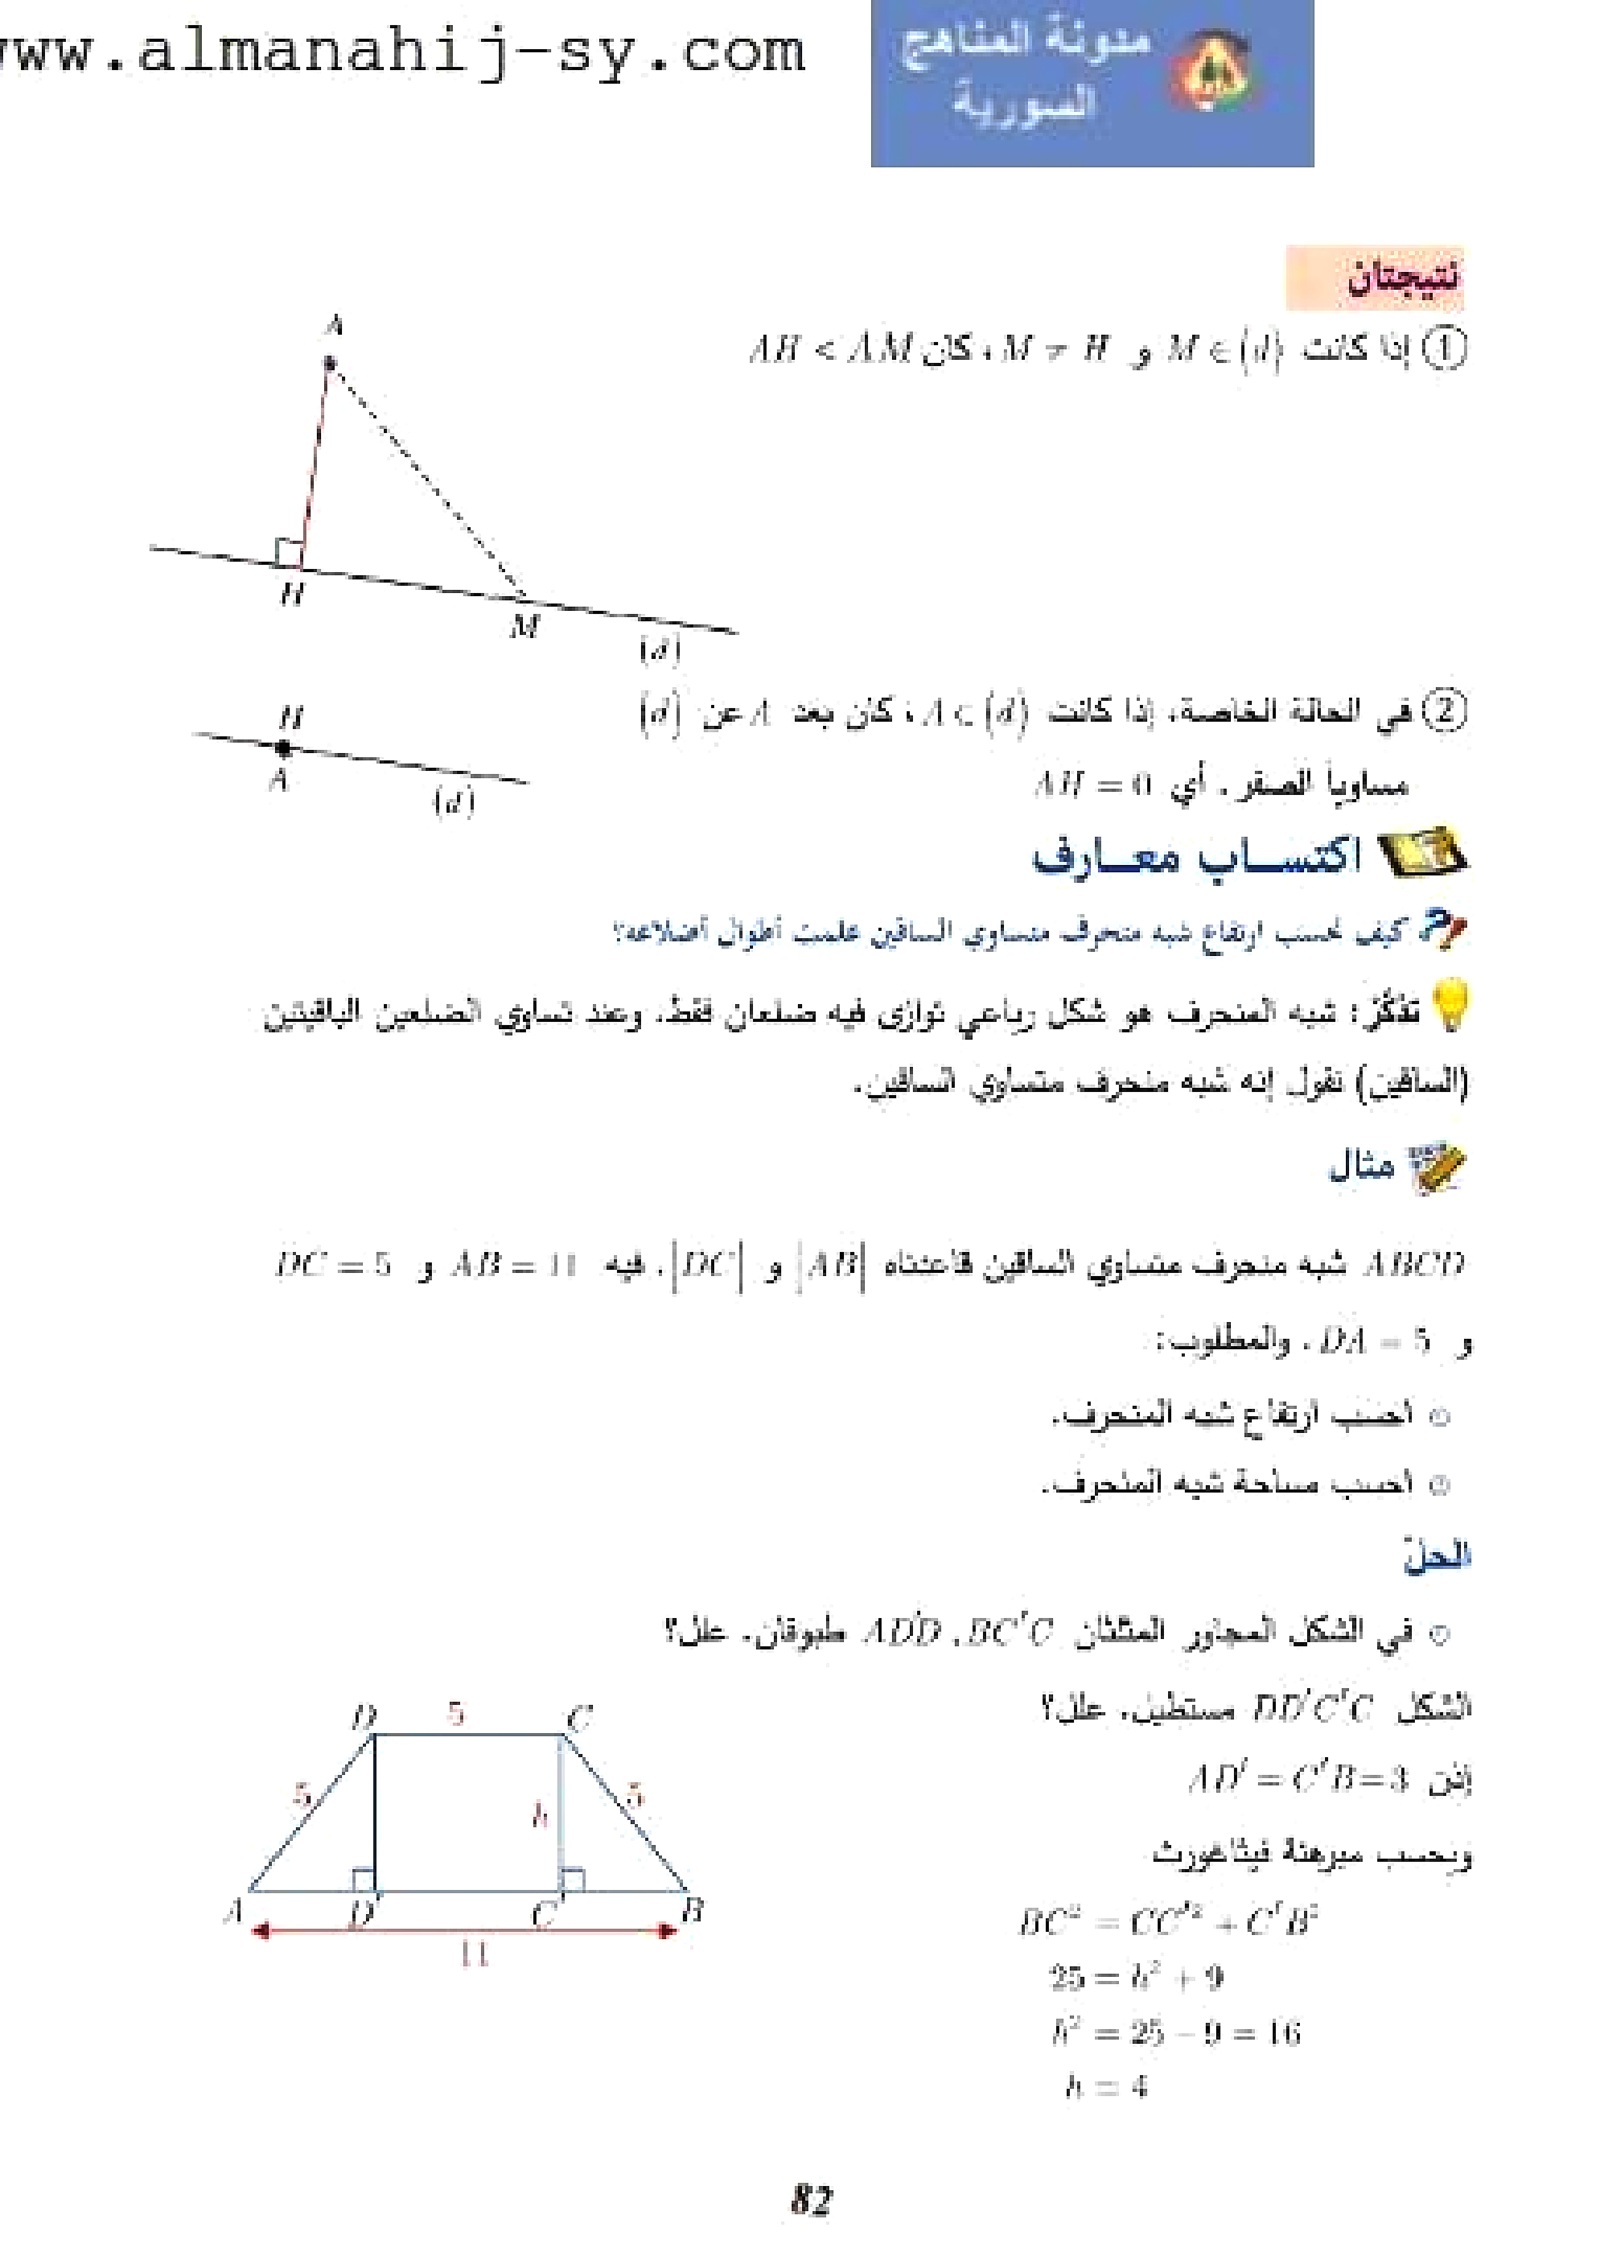 www.almanahij-sy.com
مدونة المناهج
السورية
نتيجتان
① إذا كانت M ∈ (d) و M ≠ H ، كان AH < AM
A
H
M
(d)
② في الحالة الخاصة، إذا كانت A ∈ (d) ، كان بعد A عن (d)
مساوياً الصفر . أي AH = 0
H
A
(d)
اكتساب معارف
كيف نحسب ارتفاع شبه منحرف متساوي الساقين علمت أطوال أضلاعه؟
تذكّر: شبه المنحرف هو شكل رباعي توازى فيه ضلعان فقط، وعند تساوي الضلعين الباقيتين
(الساقين) نقول إنه شبه منحرف متساوي الساقين.
مثال
ABCD شبه منحرف متساوي الساقين قاعدتاه [AB] و [DC]، فيه AB = 11 و DC = 5
و DA = 5 ، والمطلوب:
① احسب ارتفاع شبه المنحرف.
② احسب مساحة شبه المنحرف.
الحلّ
① في الشكل المجاور المثلثان ADD' ،BC'C طبوقان، علل؟
الشكل DD'C'C مستطيل، علل؟
إذن AD' = C'B = 3
وبحسب مبرهنة فيثاغورث
BC² = CC'² + C'B²
25 = h² + 9
h² = 25 − 9 = 16
h = 4
D
5
C
5
h
5
A
D'
C'
B
11
82